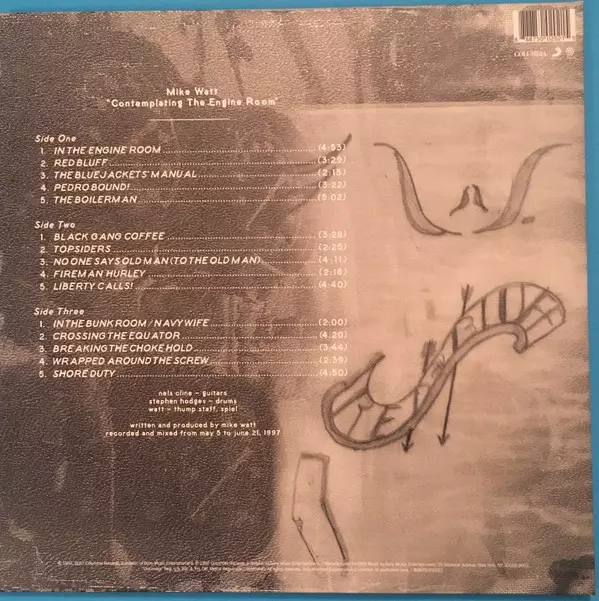 COLUMBIA
Mike Watt
"Contemplating The Engine Room"
Side One
1. IN THE ENGINE ROOM (4:53)
2. RED BLUFF (3:29)
3. THE BLUEJACKETS' MANUAL (2:15)
4. PEDRO BOUND! (3:22)
5. THE BOILERMAN (5:02)
Side Two
1. BLACK GANG COFFEE (3:28)
2. TOPSIDERS (2:25)
3. NO ONE SAYS OLD MAN (TO THE OLD MAN) (4:11)
4. FIREMAN HURLEY (2:18)
5. LIBERTY CALLS! (4:40)
Side Three
1. IN THE BUNK ROOM / NAVY WIFE (2:00)
2. CROSSING THE EQUATOR (4:20)
3. BREAKING THE CHOKE HOLD (3:44)
4. WRAPPED AROUND THE SCREW (2:39)
5. SHORE DUTY (4:50)
nels cline – guitars
stephen hodges – drums
watt – thump staff, spiel
written and produced by mike watt
recorded and mixed from may 5 to june 21, 1997